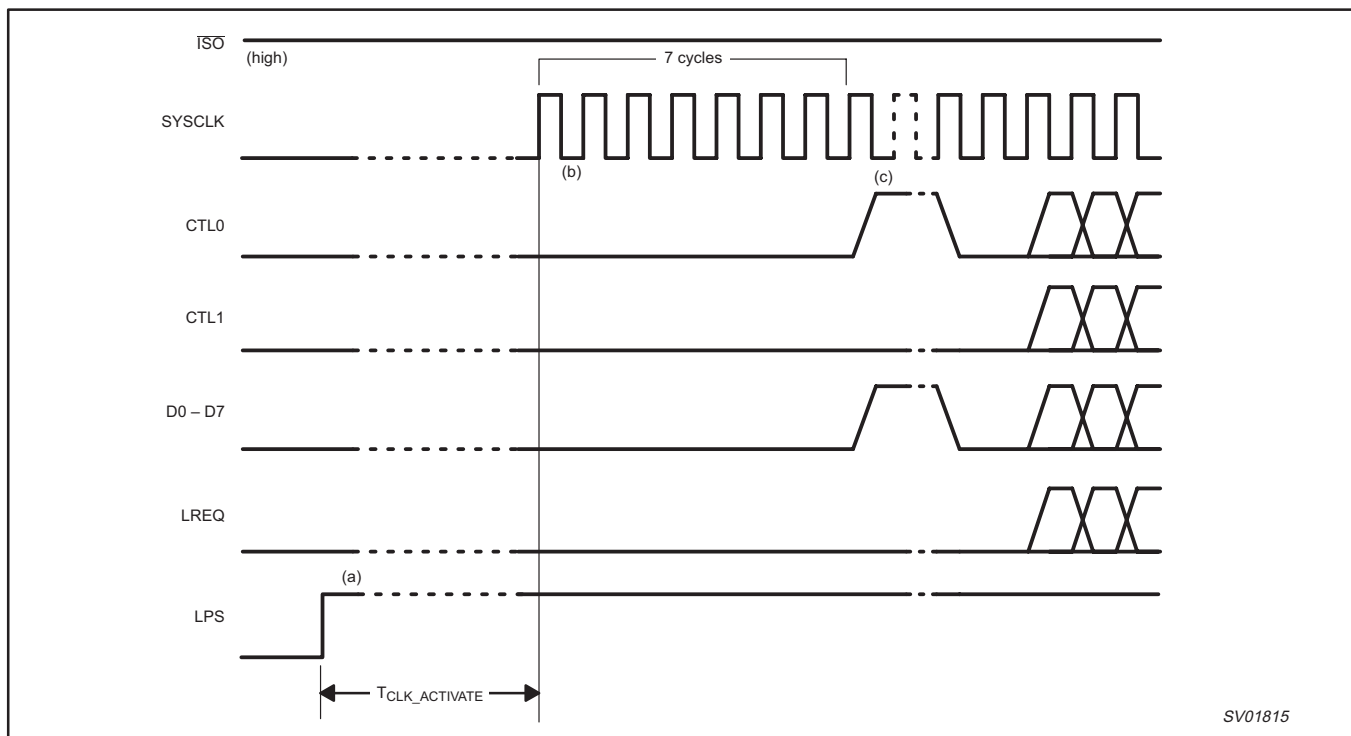 ISO
(high)
7 cycles
SYSCLK
(b)
(c)
CTL0
CTL1
D0 – D7
LREQ
(a)
LPS
TCLK_ACTIVATE
SV01815